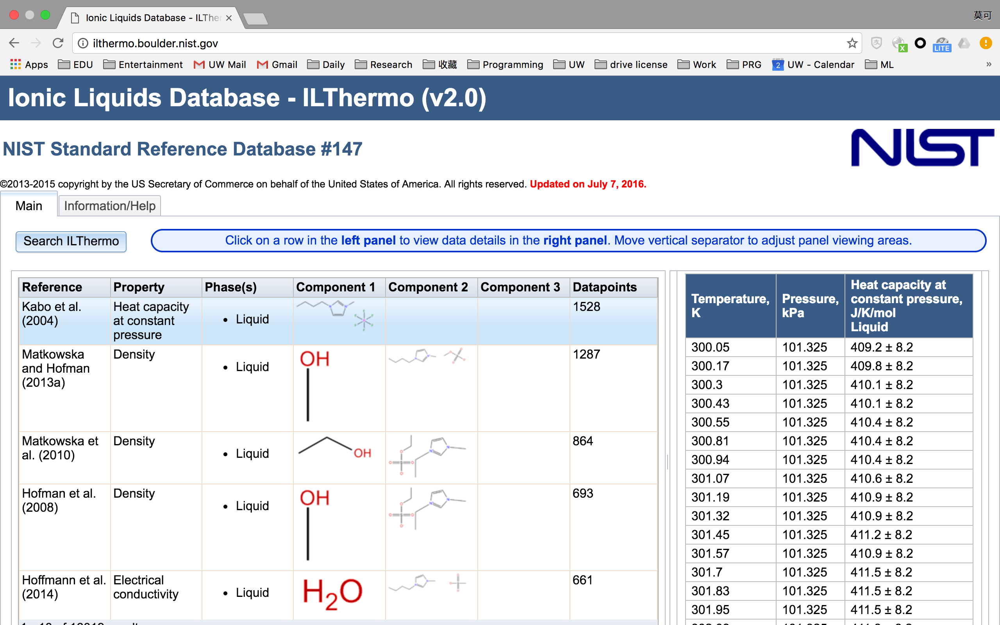 Ionic Liquids Database - ILTher
莫可
ilthermo.boulder.nist.gov
X
LITE
Apps EDU Entertainment UW Mail Gmail Daily Research 收藏 Programming UW drive license Work PRG 2 UW - Calendar ML »
Ionic Liquids Database - ILThermo (v2.0)
NIST Standard Reference Database #147
NIST
©2013-2015 copyright by the US Secretary of Commerce on behalf of the United States of America. All rights reserved. Updated on July 7, 2016.
Main Information/Help
Search ILThermo
Click on a row in the left panel to view data details in the right panel. Move vertical separator to adjust panel viewing areas.
Reference Property Phase(s) Component 1 Component 2 Component 3 Datapoints
Kabo et al. (2004) Heat capacity at constant pressure • Liquid 1528
Matkowska and Hofman (2013a) Density • Liquid OH 1287
Matkowska et al. (2010) Density • Liquid OH 864
Hofman et al. (2008) Density • Liquid OH 693
Hoffmann et al. (2014) Electrical conductivity • Liquid H2O 661
Temperature, K Pressure, kPa Heat capacity at constant pressure, J/K/mol Liquid
300.05 101.325 409.2 ± 8.2
300.17 101.325 409.8 ± 8.2
300.3 101.325 410.1 ± 8.2
300.43 101.325 410.1 ± 8.2
300.55 101.325 410.4 ± 8.2
300.81 101.325 410.4 ± 8.2
300.94 101.325 410.4 ± 8.2
301.07 101.325 410.6 ± 8.2
301.19 101.325 410.9 ± 8.2
301.32 101.325 410.9 ± 8.2
301.45 101.325 411.2 ± 8.2
301.57 101.325 410.9 ± 8.2
301.7 101.325 411.5 ± 8.2
301.83 101.325 411.5 ± 8.2
301.95 101.325 411.5 ± 8.2